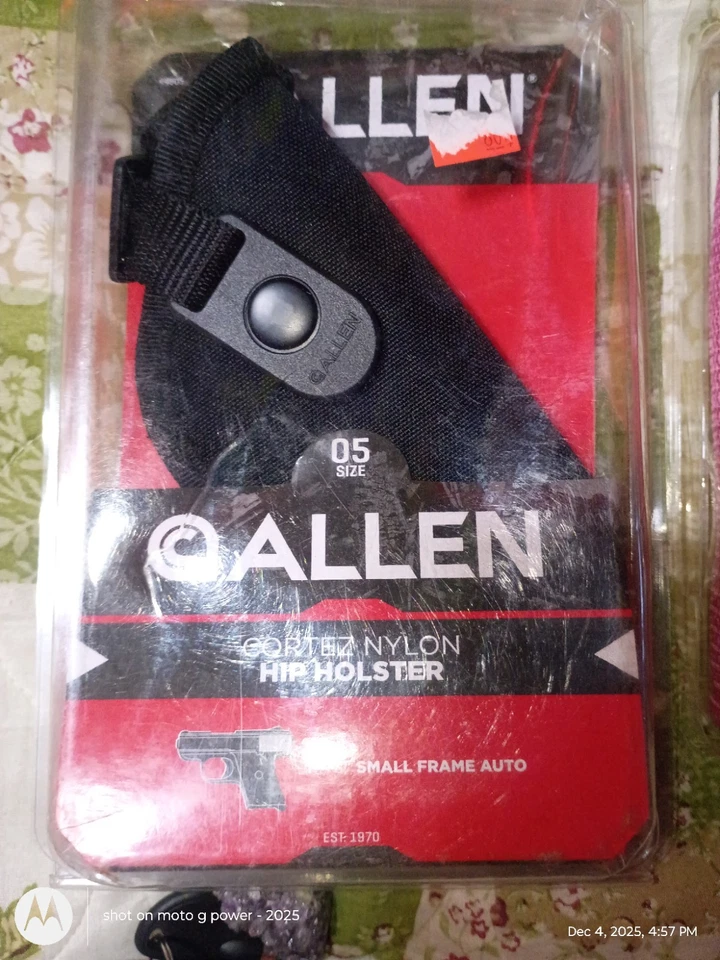 LLEN
ALLEN
05
SIZE
ALLEN
CORTEZ NYLON
HIP HOLSTER
SMALL FRAME AUTO
EST. 1970
shot on moto g power - 2025
Dec 4, 2025, 4:57 PM